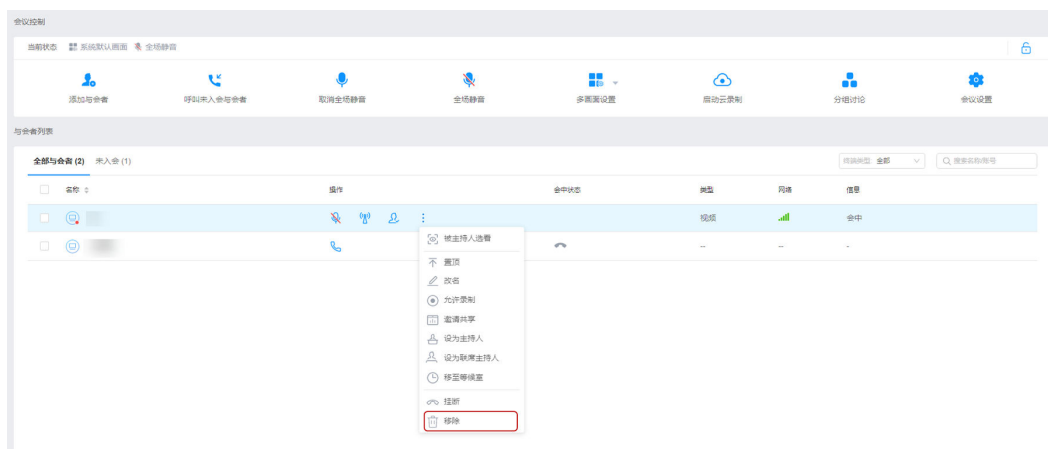 会议控制
当前状态 系统默认画面 全场静音
添加与会者 呼叫未入会与会者 取消全场静音 全场静音 多画面设置 启动云录制 分组讨论 会议设置
与会者列表
全部与会者 (2) 未入会 (1) 终端类型: 全部 搜索名称/账号
名称 操作 会中状态 类型 网络 信息
视频 会中
-- -- -
被主持人选看
置顶
改名
允许录制
邀请共享
设为主持人
设为联席主持人
移至等候室
挂断
移除